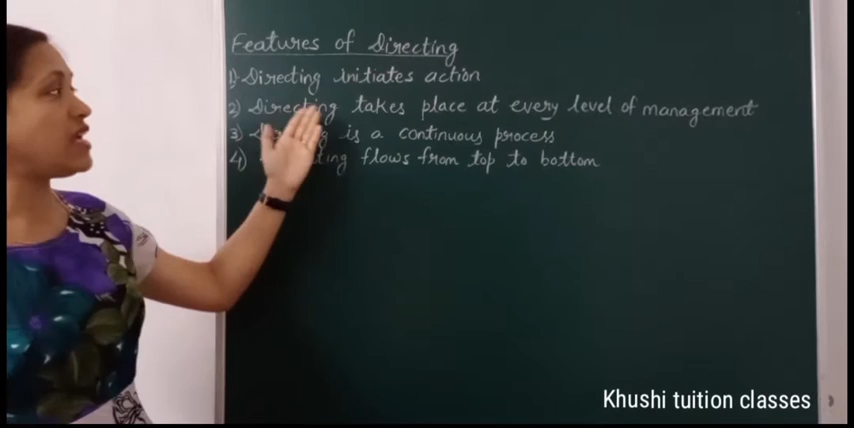 Features of Directing
1) Directing initiates action
2) Directing takes place at every level of management
3) is a continuous process
4) flows from top to bottom
Khushi tuition classes